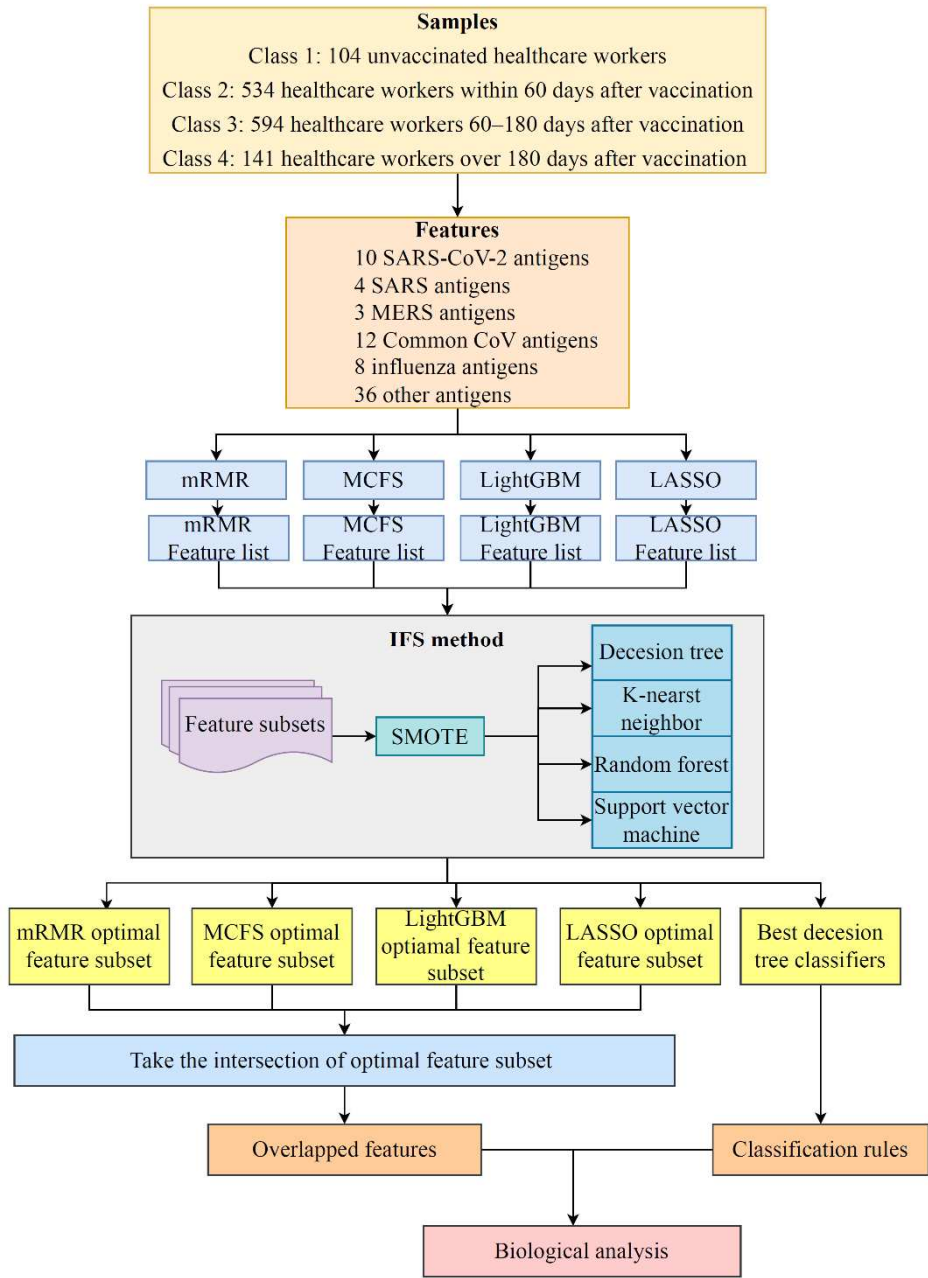 Samples
Class 1: 104 unvaccinated healthcare workers
Class 2: 534 healthcare workers within 60 days after vaccination
Class 3: 594 healthcare workers 60–180 days after vaccination
Class 4: 141 healthcare workers over 180 days after vaccination
Features
10 SARS-CoV-2 antigens
4 SARS antigens
3 MERS antigens
12 Common CoV antigens
8 influenza antigens
36 other antigens
mRMR
MCFS
LightGBM
LASSO
mRMR
Feature list
MCFS
Feature list
LightGBM
Feature list
LASSO
Feature list
IFS method
Feature subsets
SMOTE
Decesion tree
K-nearst
neighbor
Random forest
Support vector
machine
mRMR optimal
feature subset
MCFS optimal
feature subset
LightGBM
optiamal feature
subset
LASSO optimal
feature subset
Best decesion
tree classifiers
Take the intersection of optimal feature subset
Overlapped features
Classification rules
Biological analysis